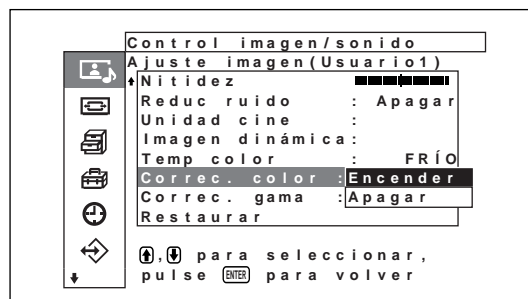 Control imagen/sonido
Ajuste imagen(Usuario1)
Nitidez
Reduc ruido : Apagar
Unidad cine :
Imagen dinámica:
Temp color : FRÍO
Correc. color :Encender
Correc. gama :Apagar
Restaurar
, para seleccionar,
pulse ENTER para volver